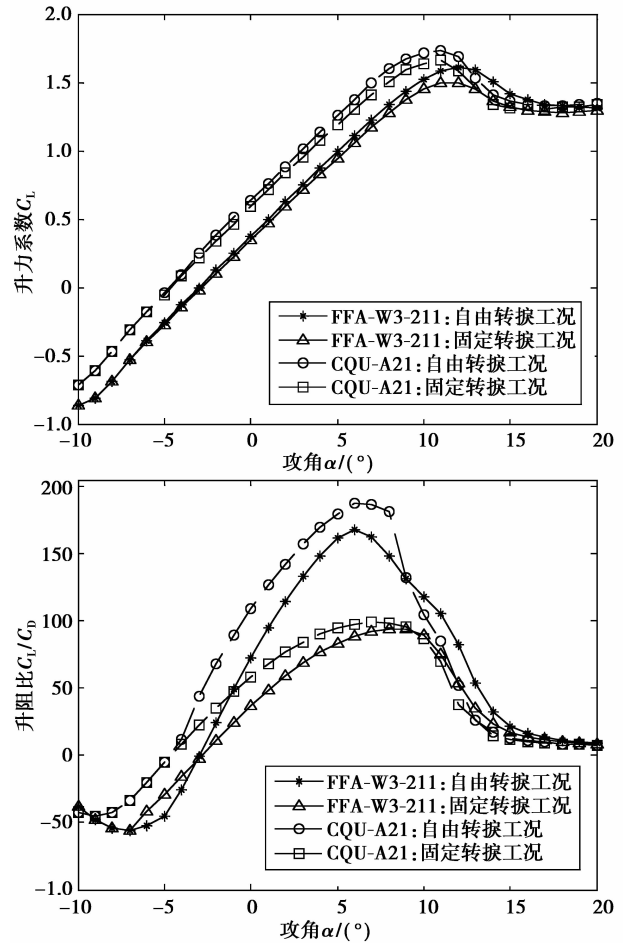 2.0
1.5
1.0
0.5
0
−0.5
−1.0
升力系数CL
FFA-W3-211:自由转捩工况
FFA-W3-211:固定转捩工况
CQU-A21:自由转捩工况
CQU-A21:固定转捩工况
−10 −5 0 5 10 15 20
攻角α/(°)
200
150
100
50
0
−50
−1.0
升阻比CL/CD
FFA-W3-211:自由转捩工况
FFA-W3-211:固定转捩工况
CQU-A21:自由转捩工况
CQU-A21:固定转捩工况
−10 −5 0 5 10 15 20
攻角α/(°)